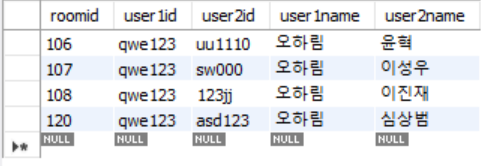 roomid user1id user2id user1name user2name
106 qwe123 uu1110 오하림 윤혁
107 qwe123 sw000 오하림 이성우
108 qwe123 123jj 오하림 이진재
120 qwe123 asd123 오하림 심상범
NULL NULL NULL NULL NULL